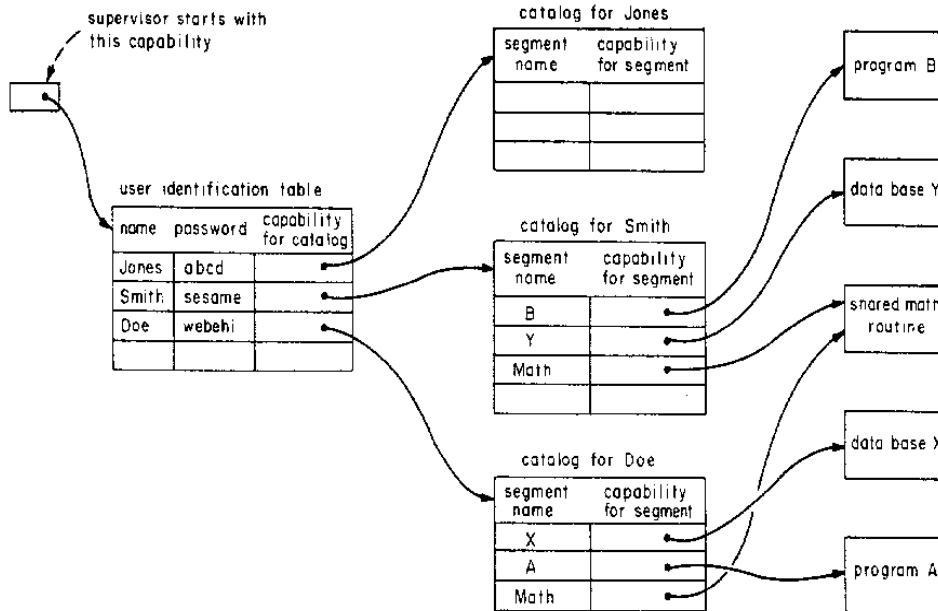 supervisor starts with
this capability
catalog for Jones
segment name
capability for segment
program B
user identification table
name
password
capability for catalog
Jones
abcd
Smith
sesame
Doe
webehi
data base Y
catalog for Smith
segment name
capability for segment
B
Y
Math
shared math
routine
data base X
catalog for Doe
segment name
capability for segment
X
A
Math
program A